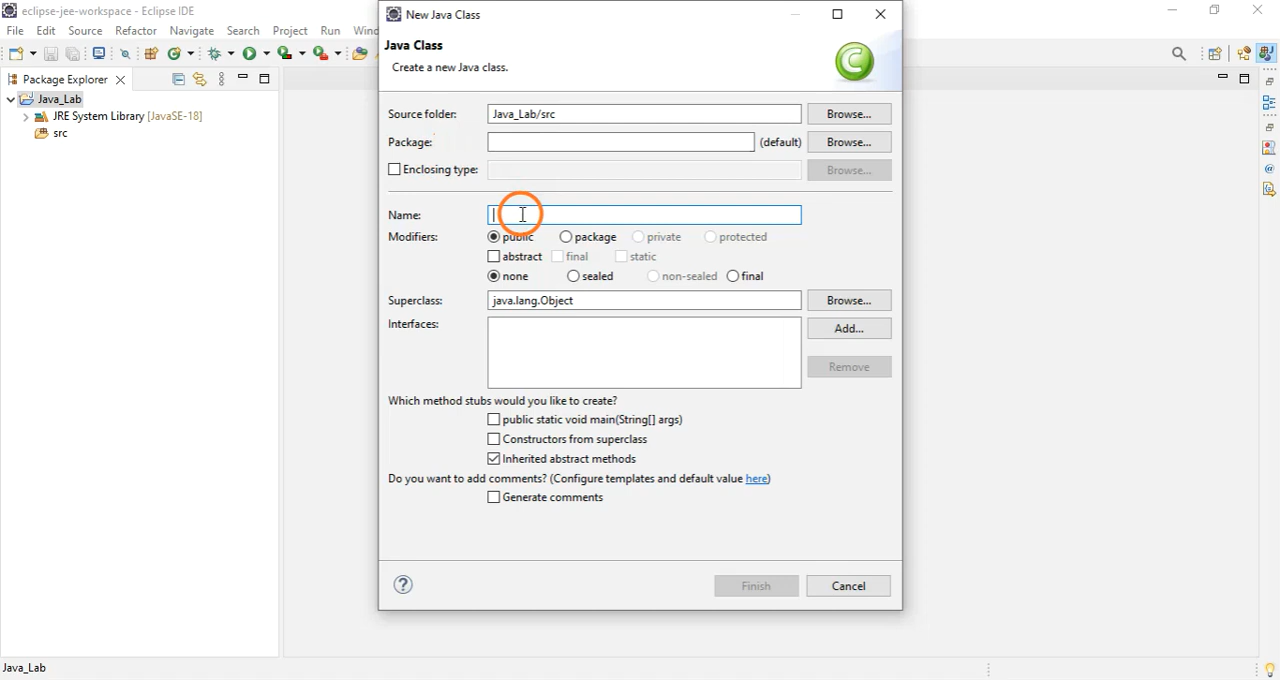 eclipse-jee-workspace - Eclipse IDE
File Edit Source Refactor Navigate Search Project Run Wind
Package Explorer
Java_Lab
JRE System Library [JavaSE-18]
src
New Java Class
Java Class
Create a new Java class.
Source folder: Java_Lab/src Browse...
Package: (default) Browse...
Enclosing type: Browse...
Name:
Modifiers: public package private protected
abstract final static
none sealed non-sealed final
Superclass: java.lang.Object Browse...
Interfaces: Add...
Remove
Which method stubs would you like to create?
public static void main(String[] args)
Constructors from superclass
Inherited abstract methods
Do you want to add comments? (Configure templates and default value here)
Generate comments
Finish Cancel
Java_Lab